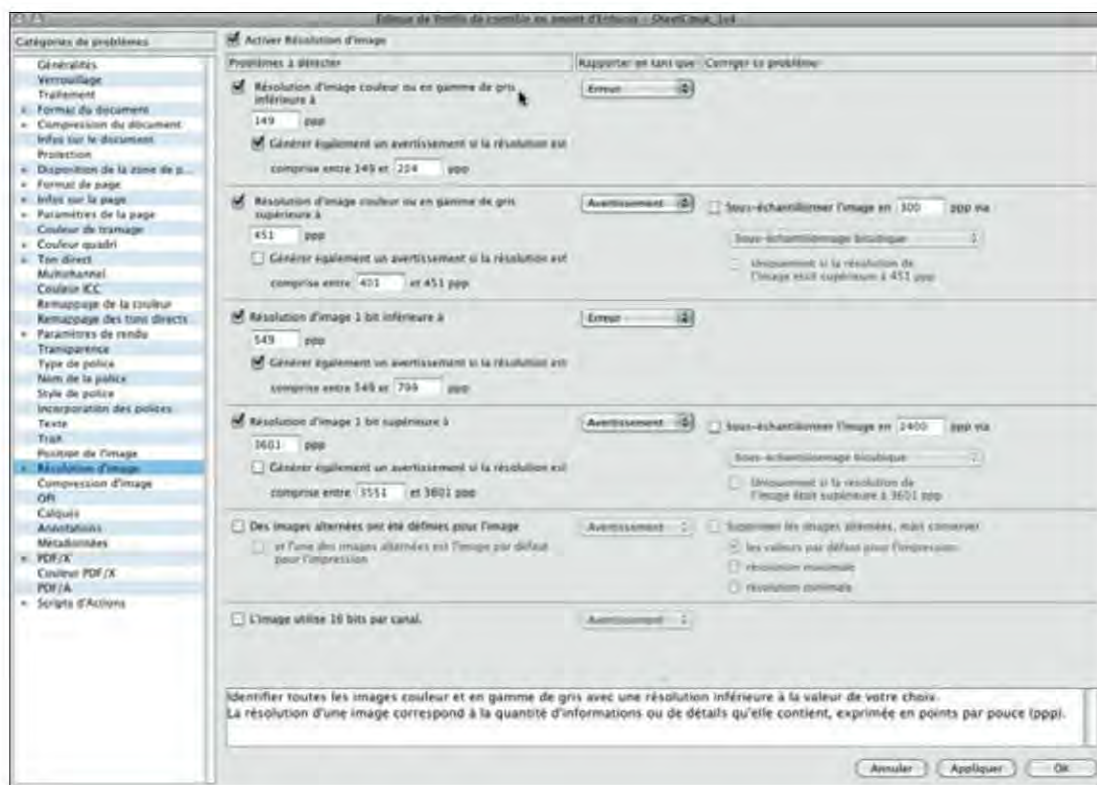 Editeur de Profils de contrôle en amont d'Enfocus - SheetCmyk_1v4
Catégories de problèmes
Généralités
Verrouillage
Traitement
Format du document
Compression du document
Infos sur le document
Protection
Disposition de la zone de p...
Format de page
Infos sur la page
Paramètres de la page
Couleur de tramage
Couleur quadri
Ton direct
Multichannel
Couleur ICC
Remappage de la couleur
Remappage des tons directs
Paramètres de rendu
Transparence
Type de police
Nom de la police
Style de police
Incorporation des polices
Texte
Trait
Position de l'image
Résolution d'image
Compression d'image
OPI
Calques
Annotations
Métadonnées
PDF/X
Couleur PDF/X
PDF/A
Scripts d'Actions
Activer Résolution d'image
Problèmes à détecter
Rapporter en tant que
Corriger ce problème
Résolution d'image couleur ou en gamme de gris
inférieure à
Erreur
149 ppp
Générer également un avertissement si la résolution est
comprise entre 149 et 224 ppp
Résolution d'image couleur ou en gamme de gris
supérieure à
Avertissement
Sous-échantillonner l'image en 300 ppp via
451 ppp
Sous-échantillonnage bicubique
Générer également un avertissement si la résolution est
comprise entre 401 et 451 ppp
Uniquement si la résolution de
l'image était supérieure à 451 ppp
Résolution d'image 1 bit inférieure à
Erreur
549 ppp
Générer également un avertissement si la résolution est
comprise entre 549 et 799 ppp
Résolution d'image 1 bit supérieure à
Avertissement
Sous-échantillonner l'image en 2400 ppp via
3601 ppp
Sous-échantillonnage bicubique
Générer également un avertissement si la résolution est
comprise entre 3551 et 3601 ppp
Uniquement si la résolution de
l'image était supérieure à 3601 ppp
Des images alternées ont été définies pour l'image
Avertissement
Supprimer les images alternées, mais conserver
et l'une des images alternées est l'image par défaut
pour l'impression
les valeurs par défaut pour l'impression
résolution maximale
résolution minimale
L'image utilise 16 bits par canal.
Avertissement
Identifier toutes les images couleur et en gamme de gris avec une résolution inférieure à la valeur de votre choix.
La résolution d'une image correspond à la quantité d'informations ou de détails qu'elle contient, exprimée en points par pouce (ppp).
Annuler
Appliquer
OK